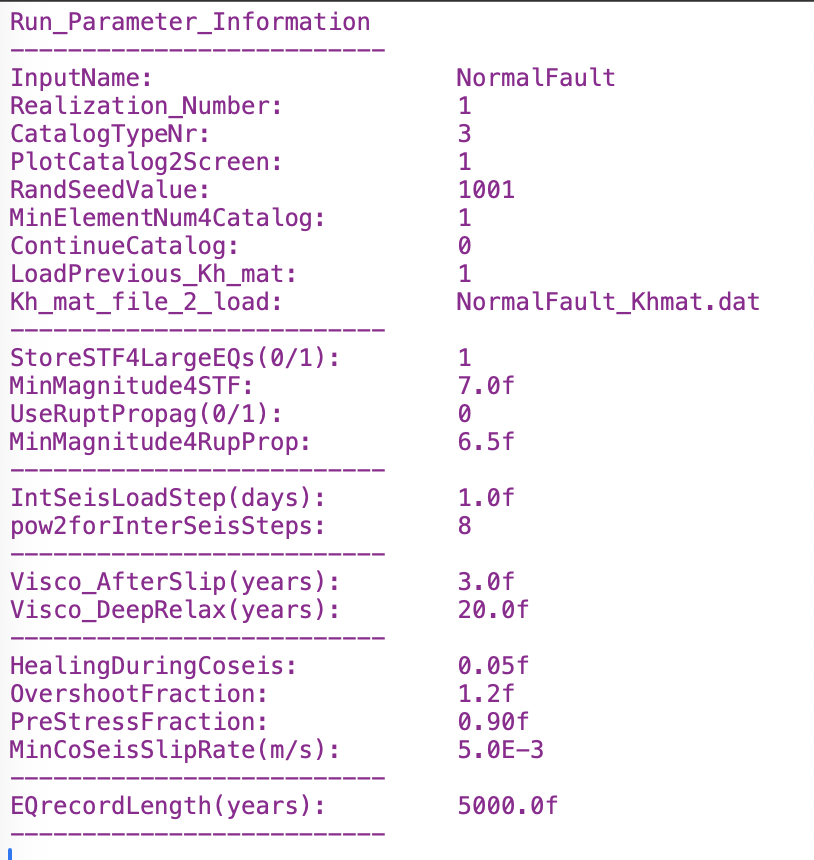 Run_Parameter_Information
--------------------------
InputName: NormalFault
Realization_Number: 1
CatalogTypeNr: 3
PlotCatalog2Screen: 1
RandSeedValue: 1001
MinElementNum4Catalog: 1
ContinueCatalog: 0
LoadPrevious_Kh_mat: 1
Kh_mat_file_2_load: NormalFault_Khmat.dat
--------------------------
StoreSTF4LargeEQs(0/1): 1
MinMagnitude4STF: 7.0f
UseRuptPropag(0/1): 0
MinMagnitude4RupProp: 6.5f
--------------------------
IntSeisLoadStep(days): 1.0f
pow2forInterSeisSteps: 8
--------------------------
Visco_AfterSlip(years): 3.0f
Visco_DeepRelax(years): 20.0f
--------------------------
HealingDuringCoseis: 0.05f
OvershootFraction: 1.2f
PreStressFraction: 0.90f
MinCoSeisSlipRate(m/s): 5.0E-3
--------------------------
EQrecordLength(years): 5000.0f
--------------------------